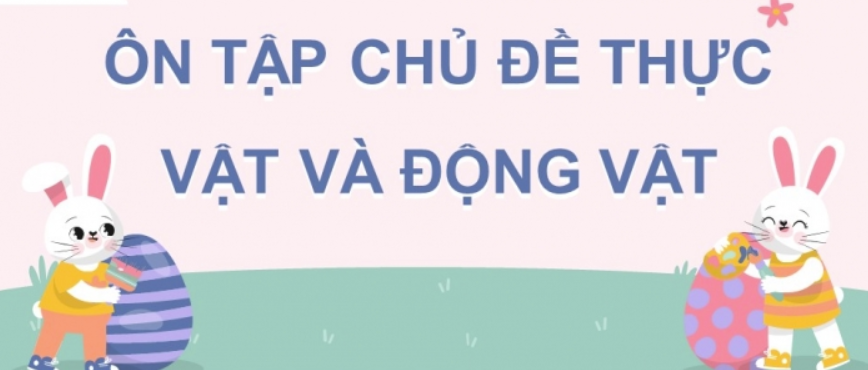 ÔN TẬP CHỦ ĐỀ THỰC
VẬT VÀ ĐỘNG VẬT